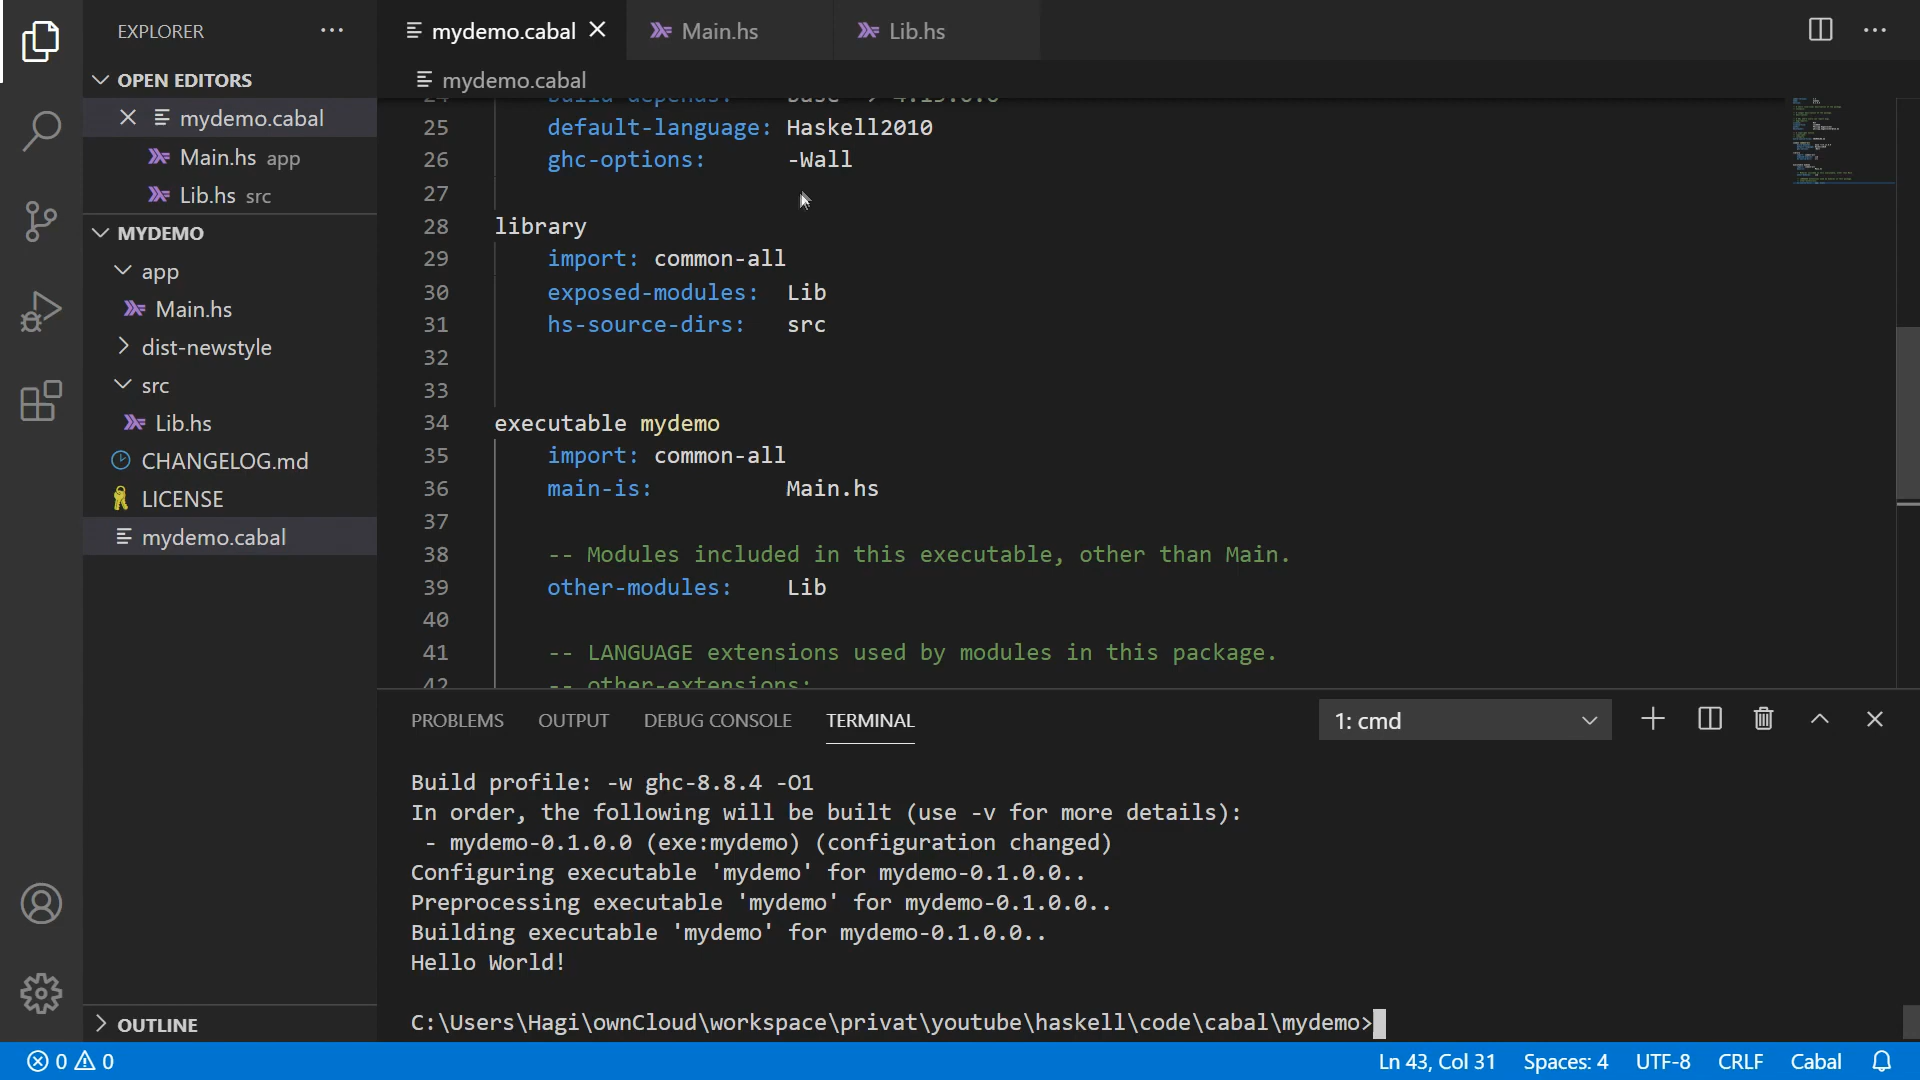 EXPLORER
mydemo.cabal
Main.hs
Lib.hs
OPEN EDITORS
mydemo.cabal
Main.hs app
Lib.hs src
MYDEMO
app
Main.hs
dist-newstyle
src
Lib.hs
CHANGELOG.md
LICENSE
mydemo.cabal
OUTLINE
mydemo.cabal
25 default-language: Haskell2010
26 ghc-options: -Wall
27
28 library
29 import: common-all
30 exposed-modules: Lib
31 hs-source-dirs: src
32
33
34 executable mydemo
35 import: common-all
36 main-is: Main.hs
37
38 -- Modules included in this executable, other than Main.
39 other-modules: Lib
40
41 -- LANGUAGE extensions used by modules in this package.
42 -- other-extensions:
PROBLEMS OUTPUT DEBUG CONSOLE TERMINAL
1: cmd
Build profile: -w ghc-8.8.4 -O1
In order, the following will be built (use -v for more details):
- mydemo-0.1.0.0 (exe:mydemo) (configuration changed)
Configuring executable 'mydemo' for mydemo-0.1.0.0..
Preprocessing executable 'mydemo' for mydemo-0.1.0.0..
Building executable 'mydemo' for mydemo-0.1.0.0..
Hello World!
C:\Users\Hagi\ownCloud\workspace\privat\youtube\haskell\code\cabal\mydemo>
0 0
Ln 43, Col 31 Spaces: 4 UTF-8 CRLF Cabal